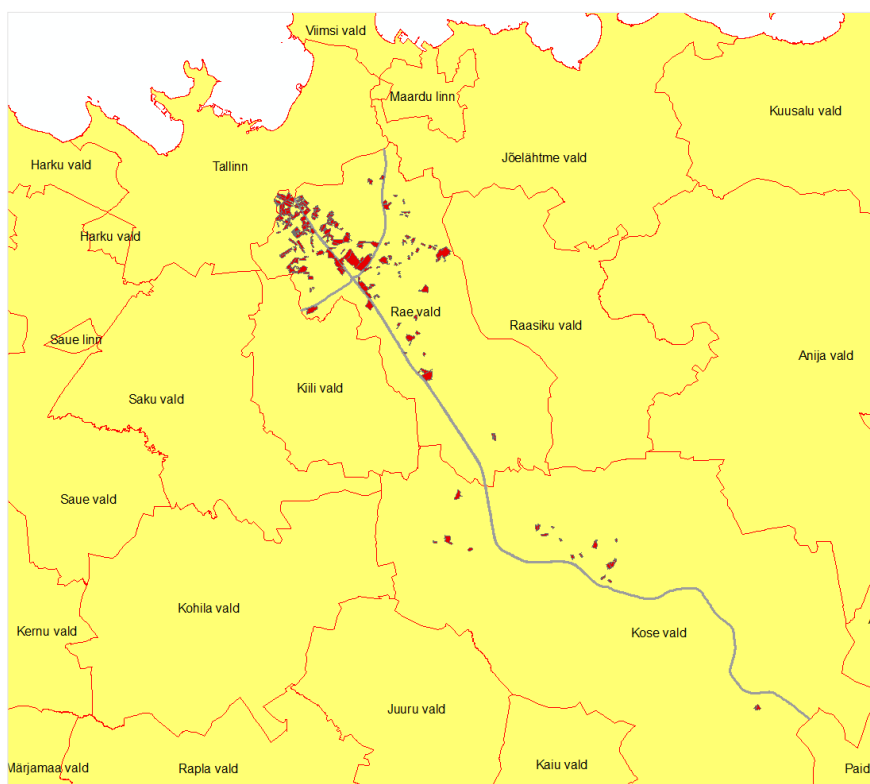 Viimsi vald
Maardu linn
Kuusalu vald
Harku vald
Tallinn
Jõelähtme vald
Harku vald
Rae vald
Raasiku vald
Saue linn
Anija vald
Kiili vald
Saku vald
Saue vald
Kohila vald
Kernu vald
Kose vald
Juuru vald
Märjamaa vald
Rapla vald
Kaiu vald
Paid